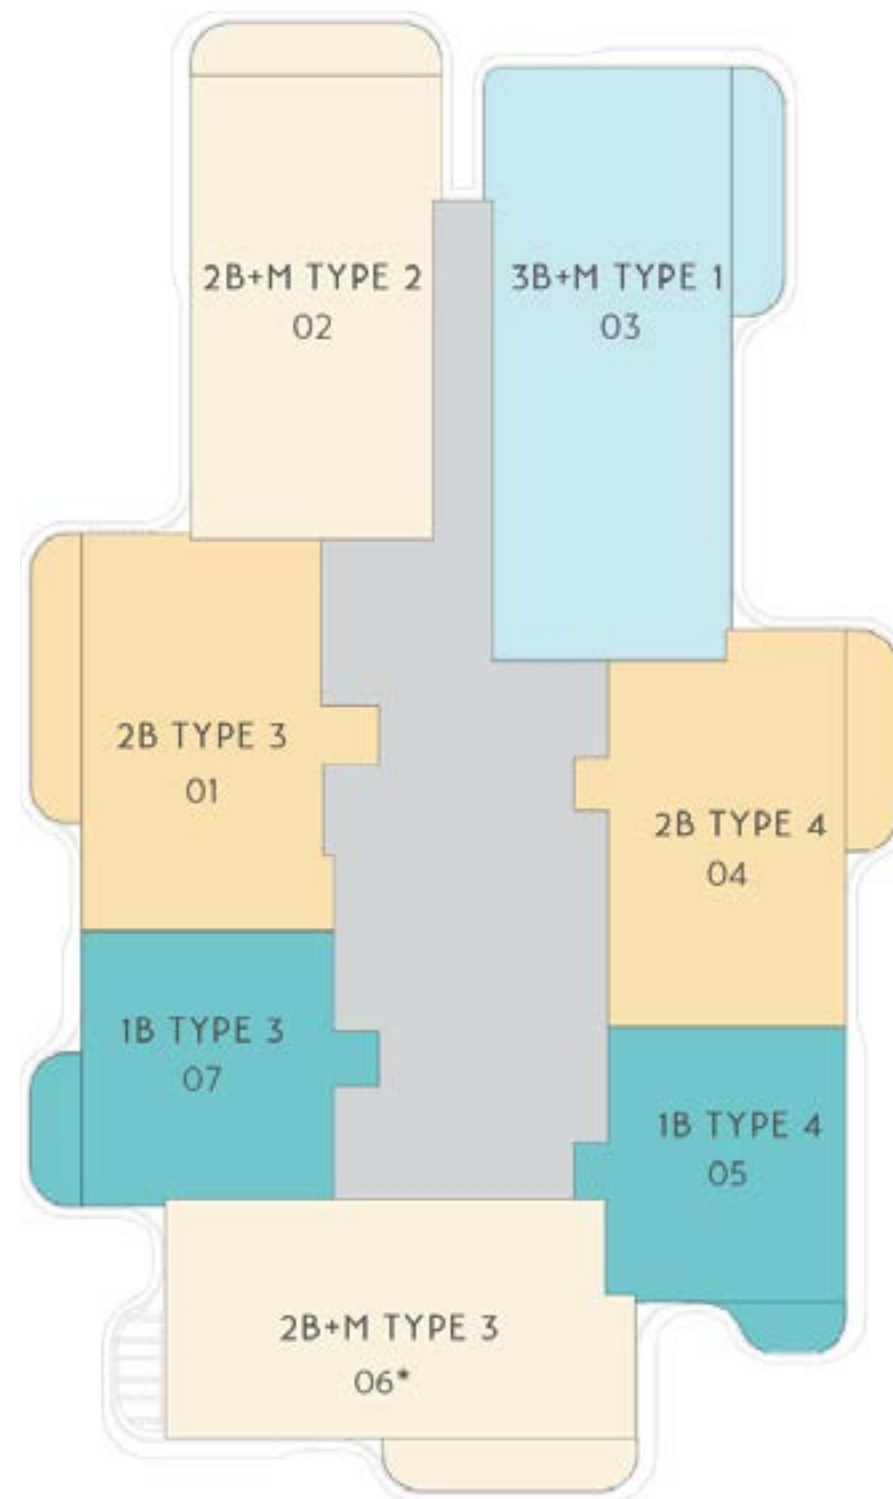 2B+M TYPE 2
02
3B+M TYPE 1
03
2B TYPE 3
01
2B TYPE 4
04
1B TYPE 3
07
1B TYPE 4
05
2B+M TYPE 3
06*